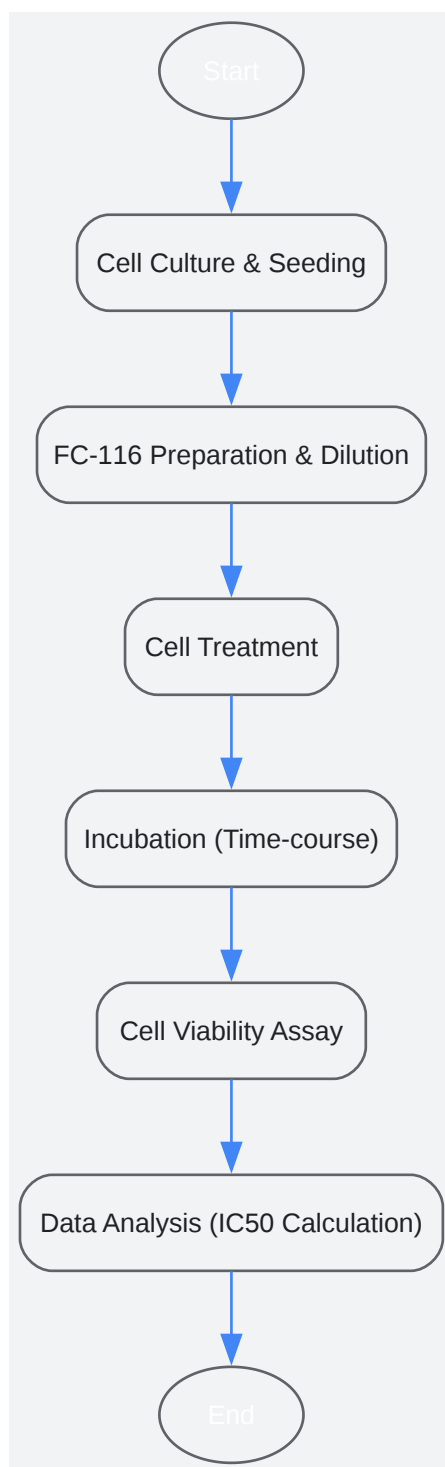 Start
Cell Culture & Seeding
FC-116 Preparation & Dilution
Cell Treatment
Incubation (Time-course)
Cell Viability Assay
Data Analysis (IC50 Calculation)
End